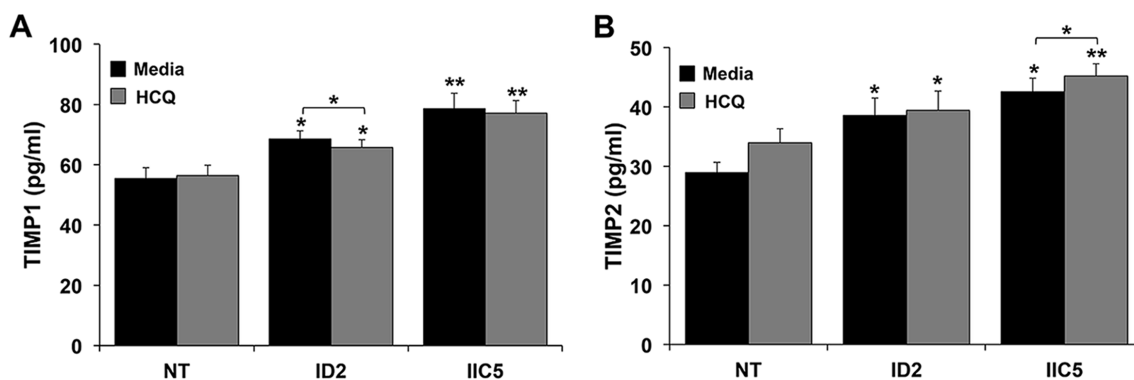 A
TIMP1 (pg/ml)
100
80
60
40
20
0
Media
HCQ
*
* *
** **
NT ID2 IIC5
B
TIMP2 (pg/ml)
50
40
30
20
10
0
Media
HCQ
*
* *
* **
NT ID2 IIC5